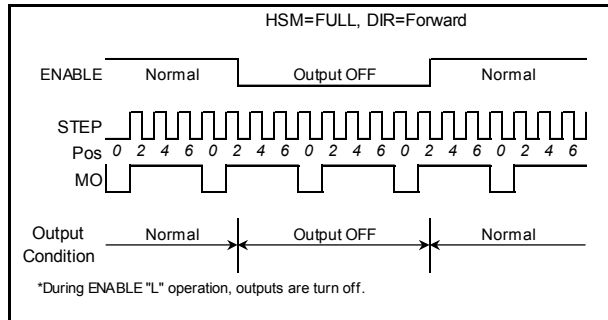 HSM=FULL, DIR=Forward
ENABLE Normal Output OFF Normal
STEP
Pos 0 2 4 6 0 2 4 6 0 2 4 6 0 2 4 6 0 2 4 6
MO
Output Condition Normal Output OFF Normal
*During ENABLE "L" operation, outputs are turn off.